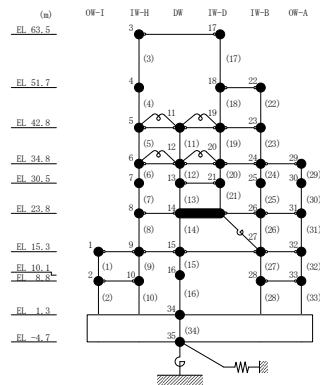 (m) OW-I IW-H DW IW-D IW-B OW-A
EL 63.5 3 17
(3) (17)
EL 51.7 4 18 22
(4) (18) (22)
EL 42.8 5 11 19 23
(5) (11) (19) (23)
EL 34.8 6 12 20 24 29
(6) (12) (20) (24) (29)
EL 30.5 7 13 21 25 30
(7) (13) (21) (25) (30)
EL 23.8 8 14 26 31
(8) (14) 27 (26) (31)
EL 15.3 1 9 15 32
(1) (9) (15) (27) (32)
EL 10.1 16
EL 8.8 2 10 28 33
(2) (10) (16) (28) (33)
EL 1.3 34
(34)
EL -4.7 35